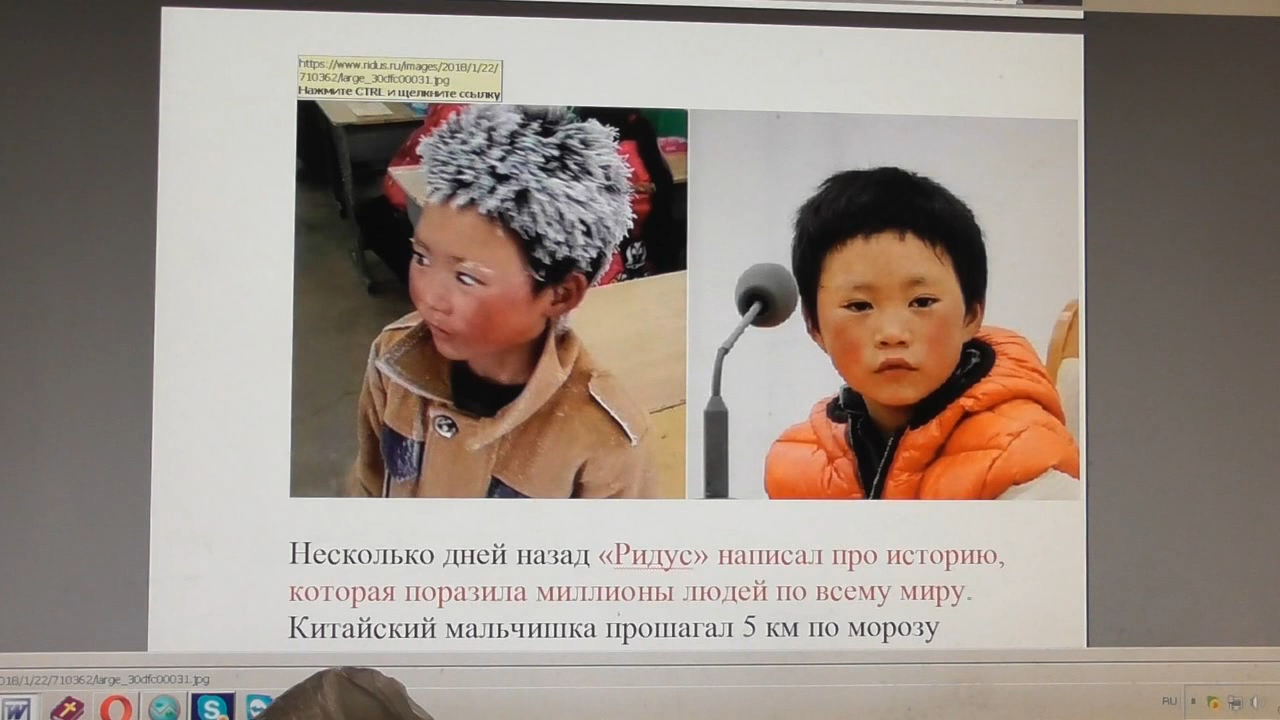 https://www.ridus.ru/images/2018/1/22/
710362/large_30dfc00031.jpg
Нажмите CTRL и щелкните ссылку
Несколько дней назад «Ридус» написал про историю,
которая поразила миллионы людей по всему миру.
Китайский мальчишка прошагал 5 км по морозу
018/1/22/710362/large_30dfc00031.jpg
RU